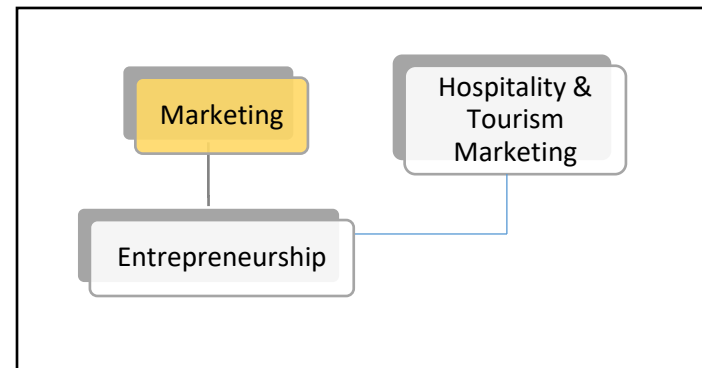 Marketing
Hospitality &
Tourism
Marketing
Entrepreneurship